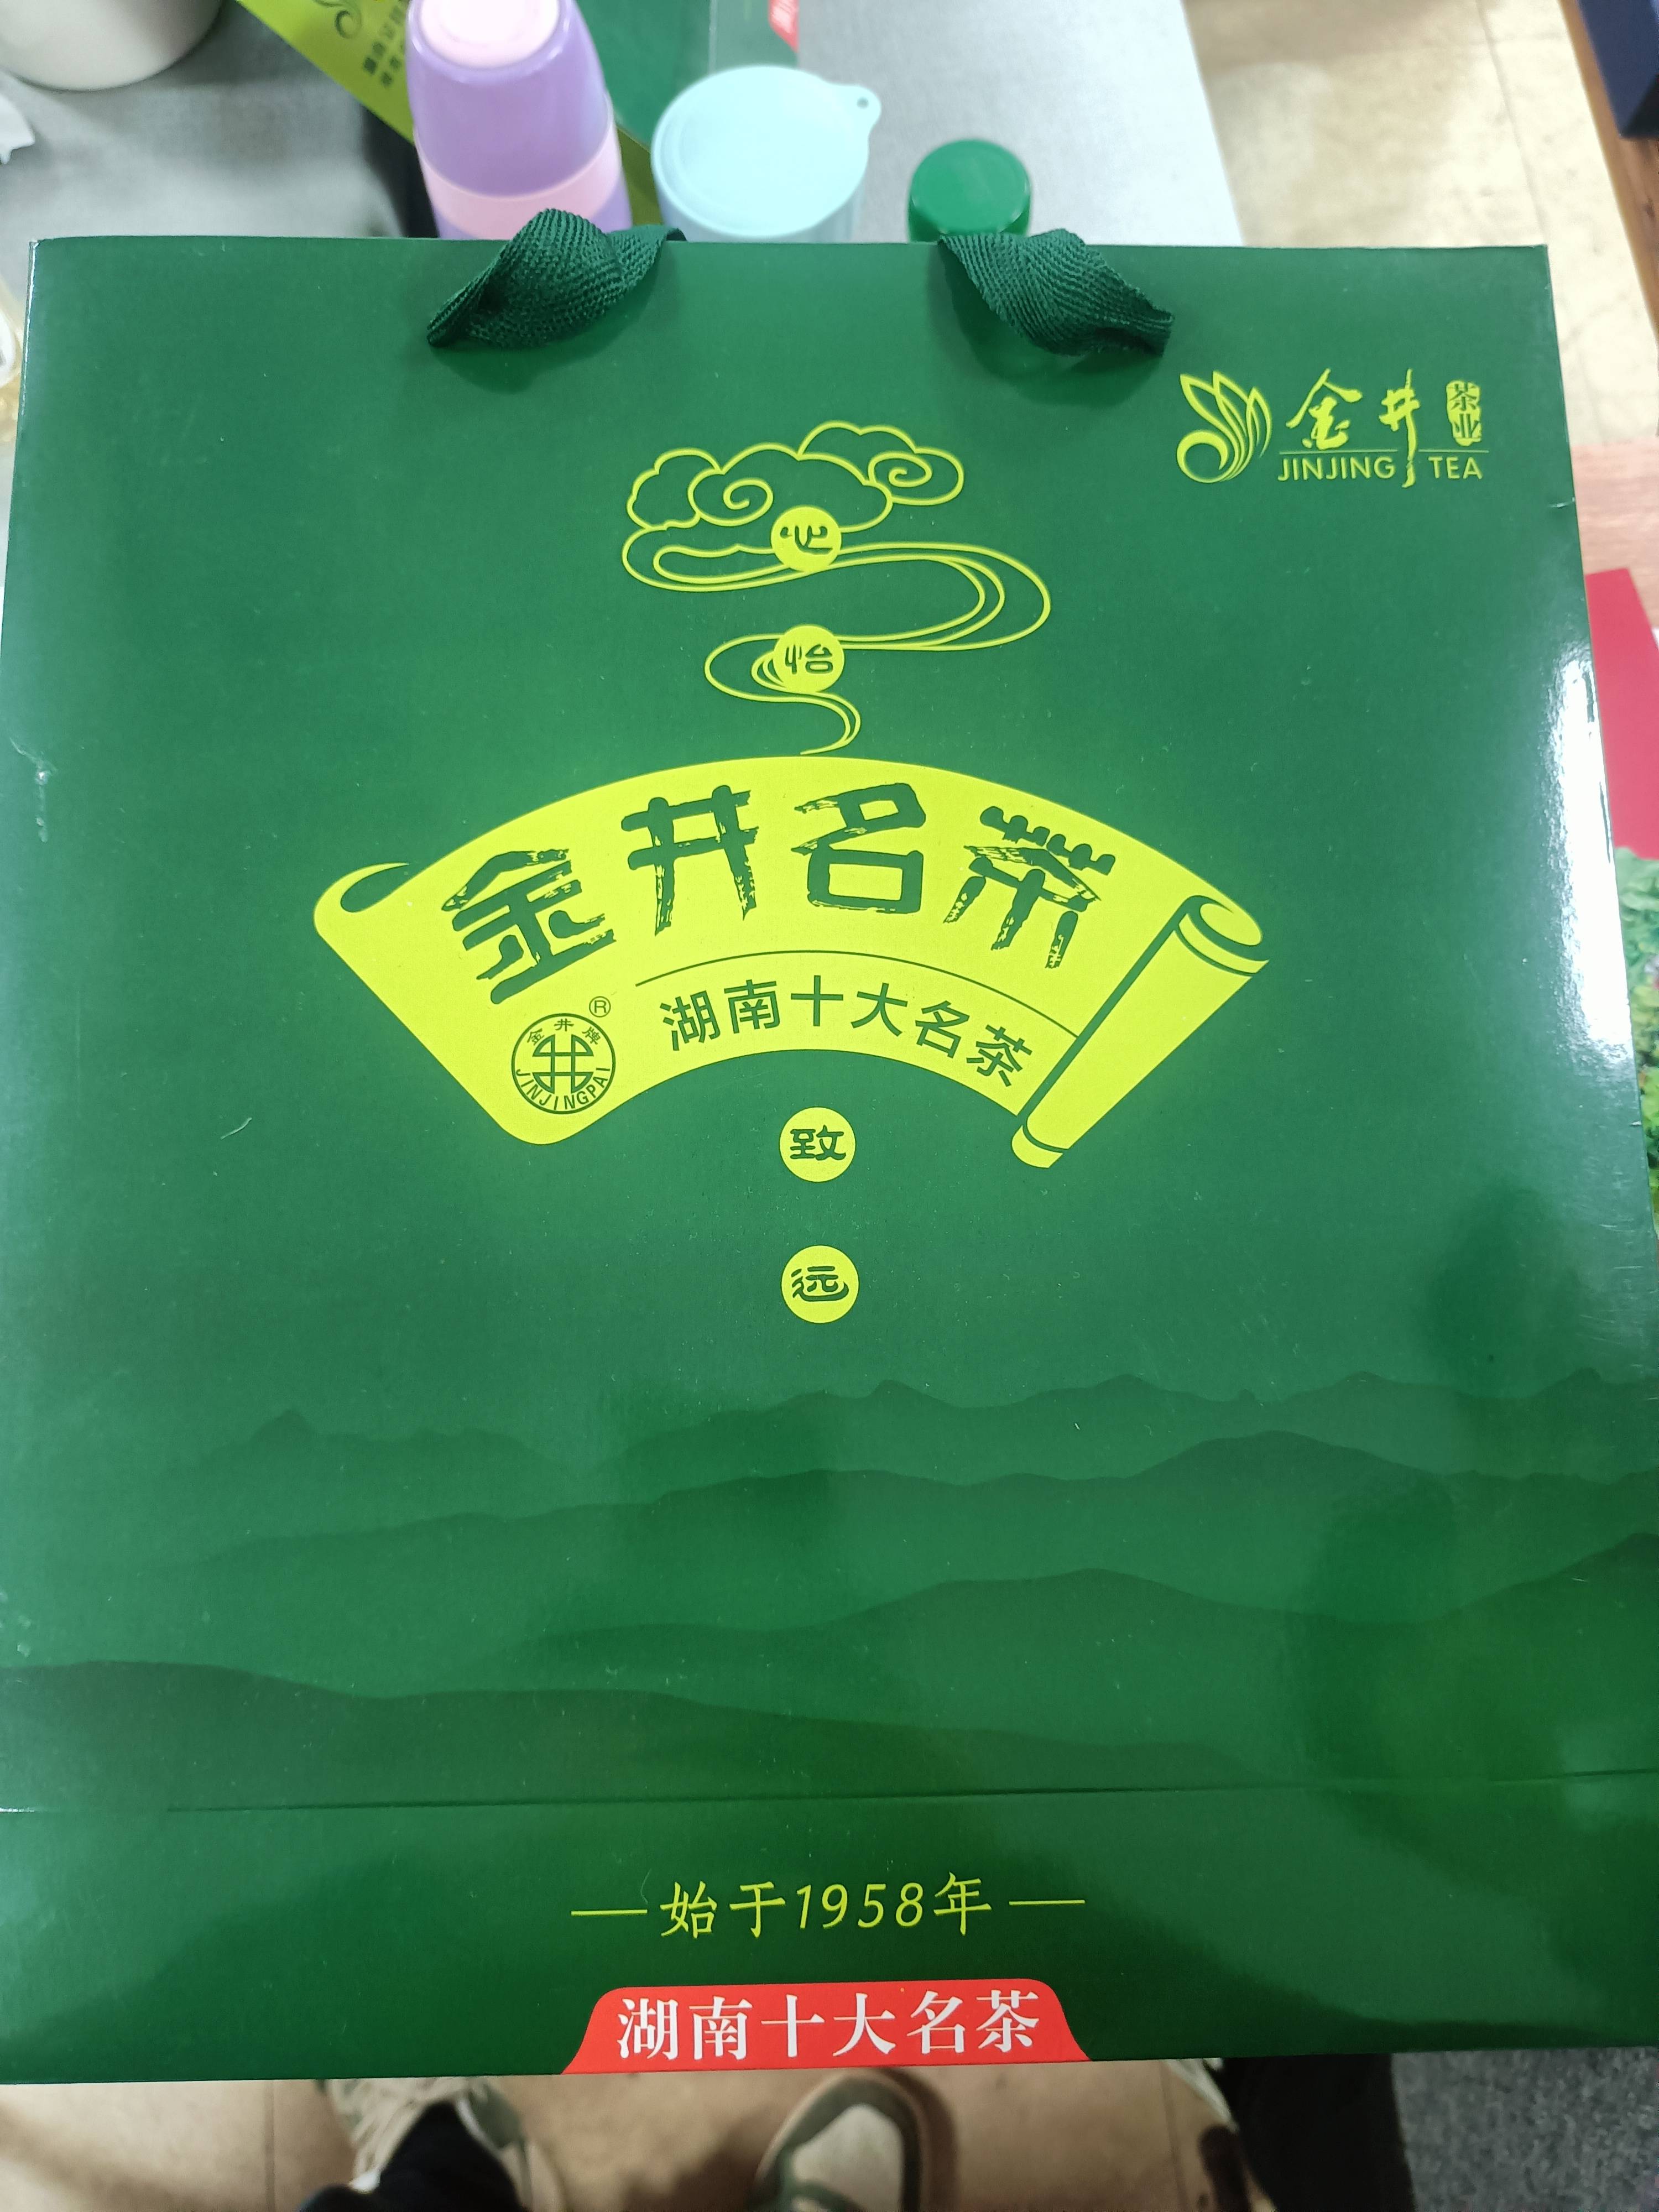 金井 茶业
JINJING TEA
心
怡
金井名茶
湖南十大名茶
®
金井牌
JINJINGPAI
致
远
始于1958年
湖南十大名茶